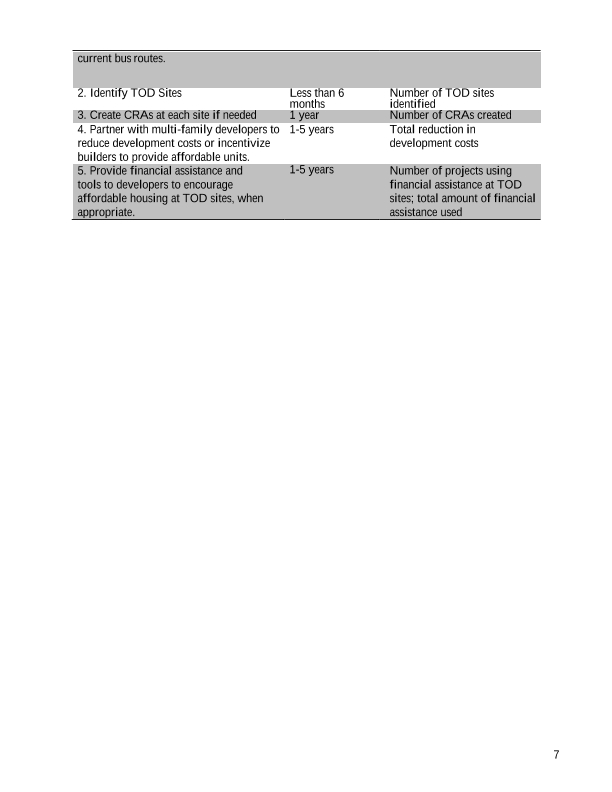 current bus routes.
2. Identify TOD Sites
Less than 6
months
Number of TOD sites
identified
3. Create CRAs at each site if needed
1 year
Number of CRAs created
4. Partner with multi-family developers to
reduce development costs or incentivize
builders to provide affordable units.
1-5 years
Total reduction in
development costs
5. Provide financial assistance and
tools to developers to encourage
affordable housing at TOD sites, when
appropriate.
1-5 years
Number of projects using
financial assistance at TOD
sites; total amount of financial
assistance used
7